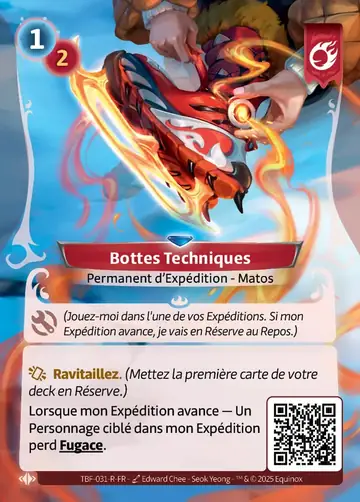 1
2
Bottes Techniques
Permanent d'Expédition - Matos
(Jouez-moi dans l'une de vos Expéditions. Si mon
Expédition avance, je vais en Réserve au Repos.)
Ravitaillez. (Mettez la première carte de votre
deck en Réserve.)
Lorsque mon Expédition avance — Un
Personnage ciblé dans mon Expédition
perd Fugace.
TBF-031-R-FR - Edward Chee · Seok Yeong - ™ & © 2025 Equinox